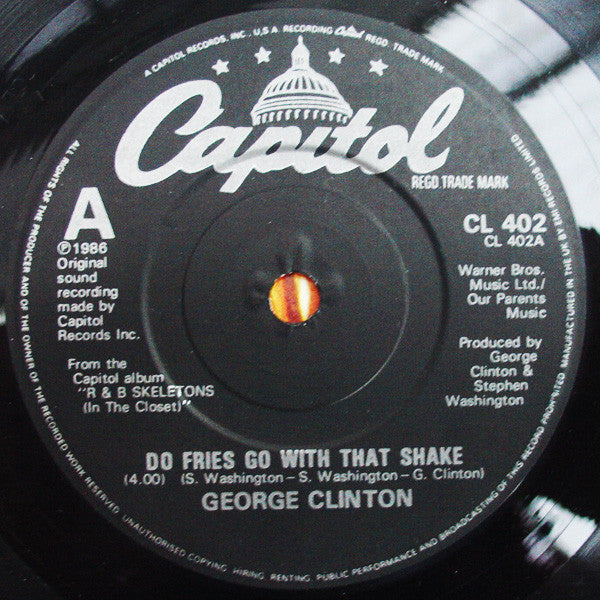 A CAPITOL RECORDS, INC., U.S.A. RECORDING Capitol REGD. TRADE MARK
Capitol
REGD TRADE MARK
A
℗1986
Original
sound
recording
made by
Capitol
Records Inc.
From the
Capitol album
"R & B SKELETONS
(In The Closet)"
CL 402
CL 402A
Warner Bros.
Music Ltd./
Our Parents
Music
Produced by
George
Clinton &
Stephen
Washington
DO FRIES GO WITH THAT SHAKE
(4.00) (S. Washington-S. Washington-G. Clinton)
GEORGE CLINTON
ALL RIGHTS OF THE PRODUCER AND OF THE OWNER OF THE RECORDED WORK RESERVED. UNAUTHORISED COPYING, HIRING, RENTING, PUBLIC PERFORMANCE AND BROADCASTING OF THIS RECORD PROHIBITED. MANUFACTURED IN THE UK BY EMI RECORDS LIMITED